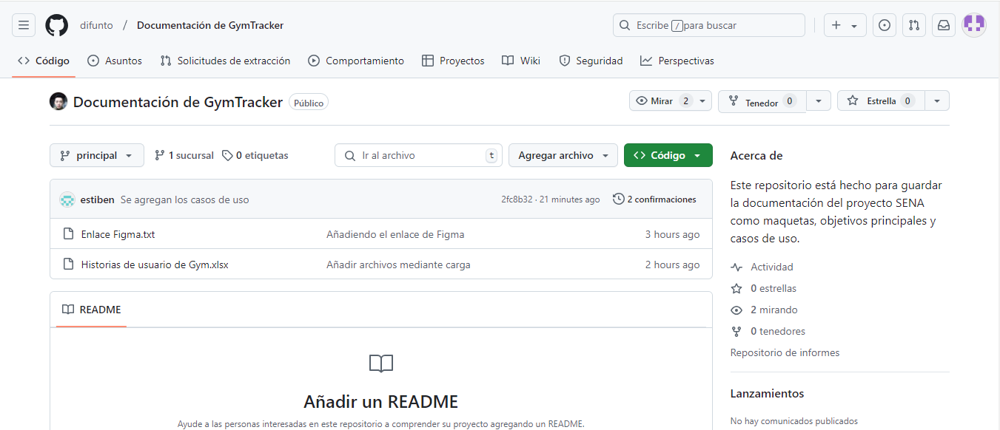 difunto / Documentación de GymTracker
Escribe / para buscar
Código Asuntos Solicitudes de extracción Comportamiento Proyectos Wiki Seguridad Perspectivas
Documentación de GymTracker Público
Mirar 2 Tenedor 0 Estrella 0
principal 1 sucursal 0 etiquetas Ir al archivo t Agregar archivo Código
estiben Se agregan los casos de uso 2fc8b32 · 21 minutes ago 2 confirmaciones
Enlace Figma.txt Añadiendo el enlace de Figma 3 hours ago
Historias de usuario de Gym.xlsx Añadir archivos mediante carga 2 hours ago
README
Añadir un README
Ayude a las personas interesadas en este repositorio a comprender su proyecto agregando un README.
Acerca de
Este repositorio está hecho para guardar
la documentación del proyecto SENA
como maquetas, objetivos principales y
casos de uso.
Actividad
0 estrellas
2 mirando
0 tenedores
Repositorio de informes
Lanzamientos
No hay comunicados publicados